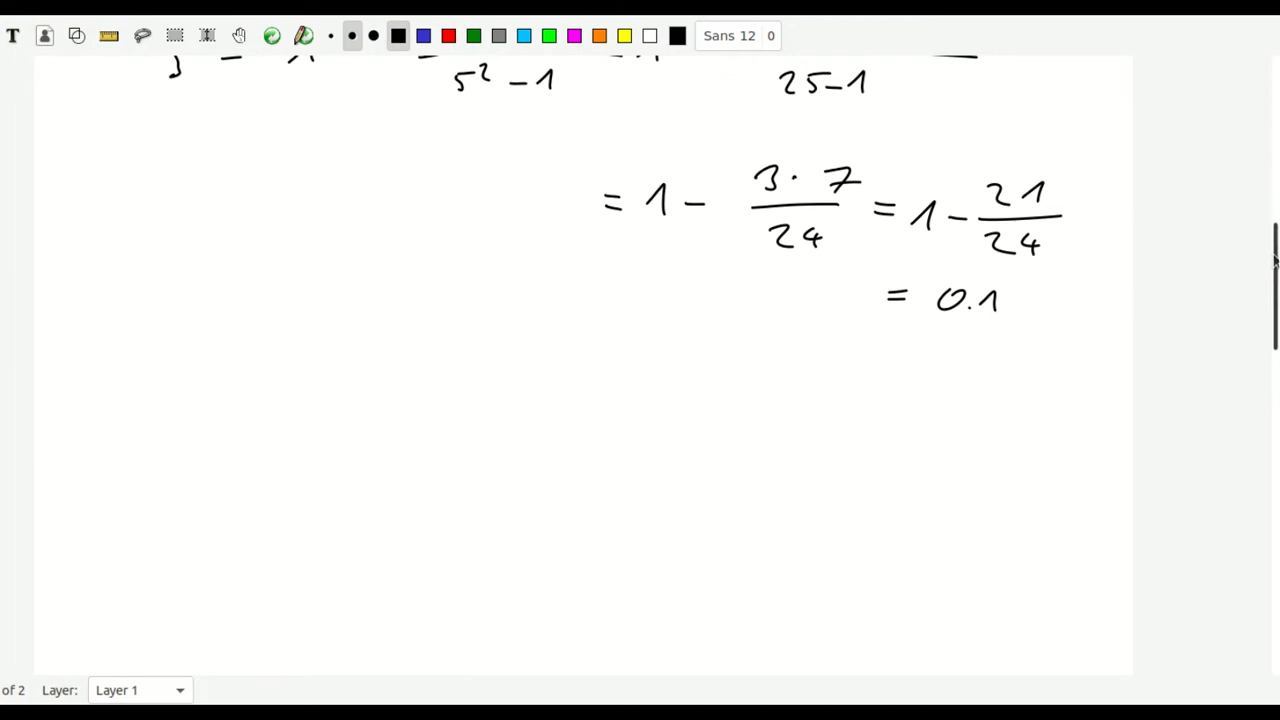 T Sans 12 0
5² - 1 25-1
= 1 - 3 · 7 / 24 = 1 - 21 / 24
= 0.1
of 2 Layer: Layer 1